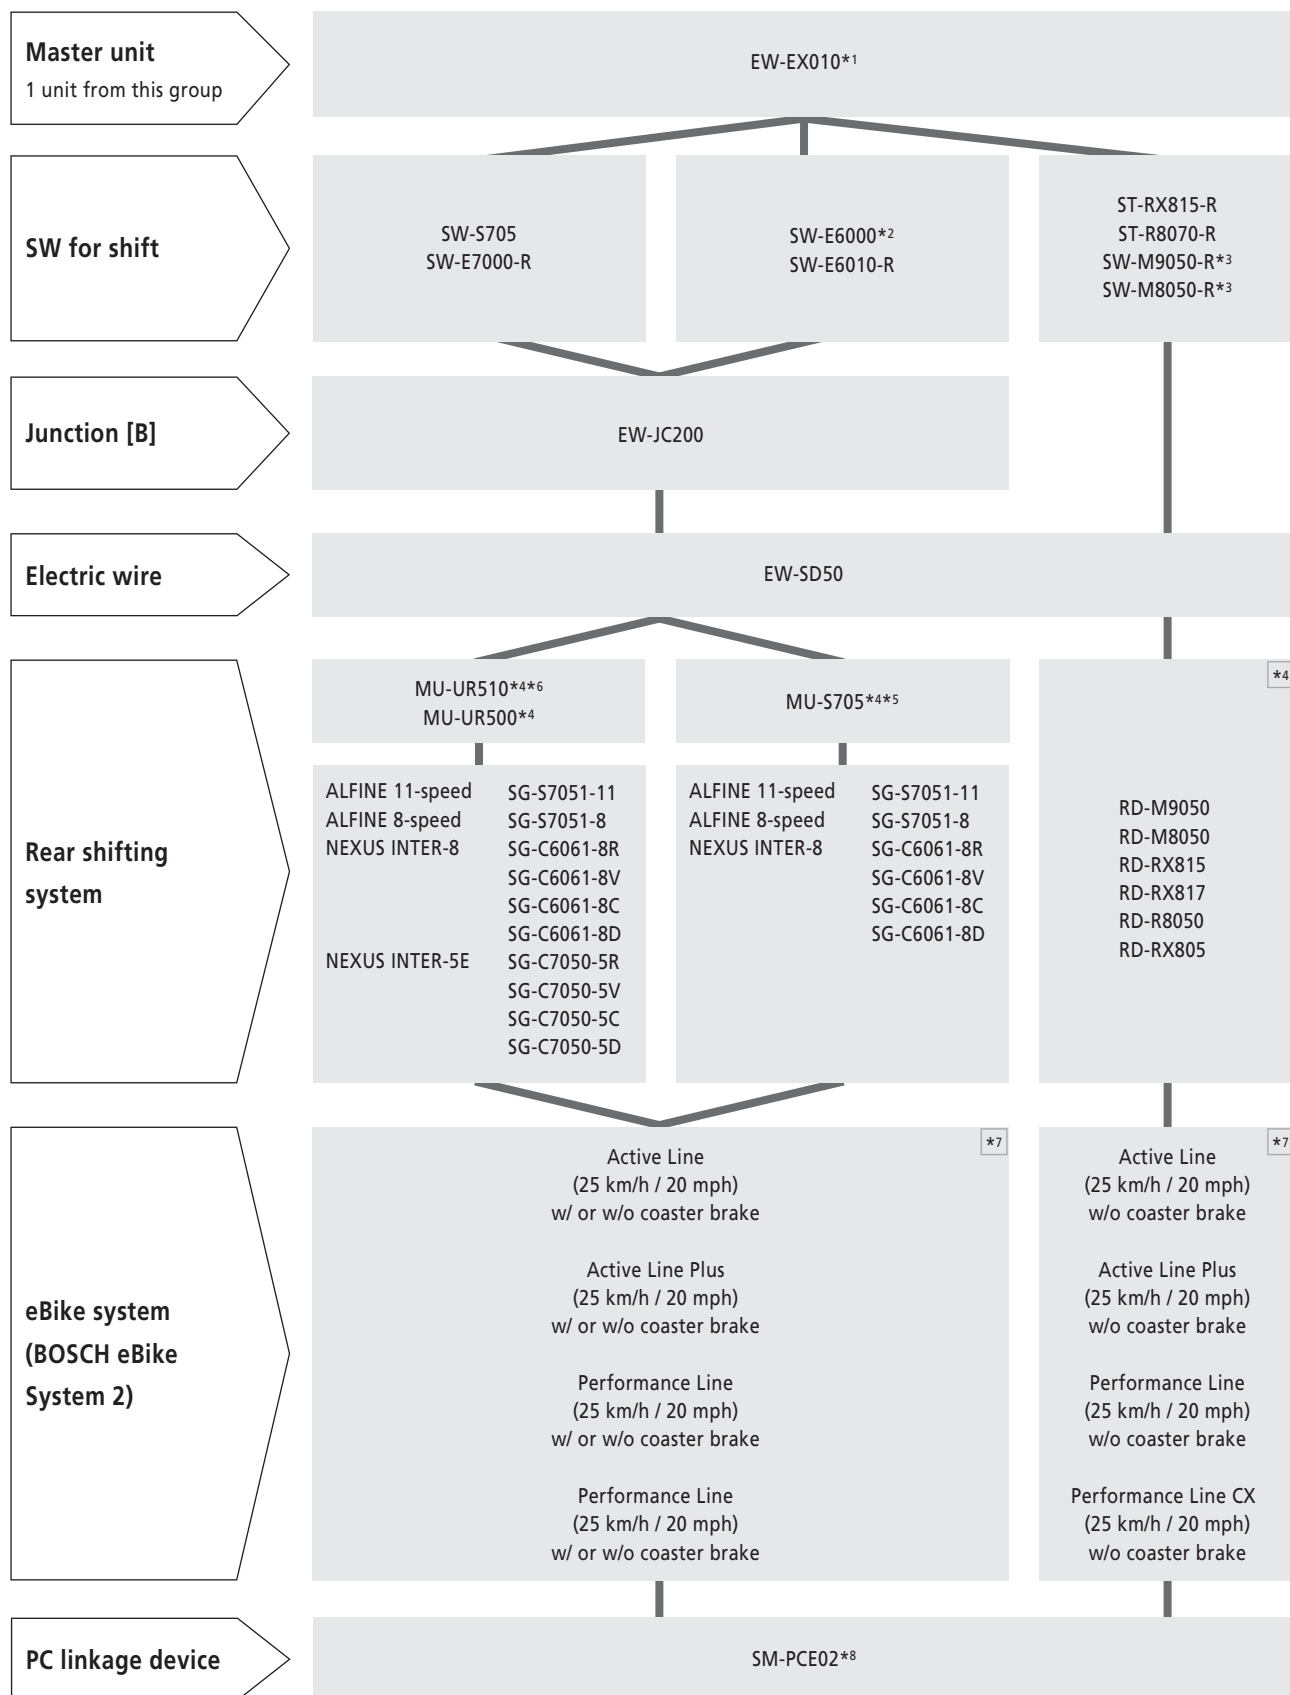 Master unit
1 unit from this group
EW-EX010*1
SW for shift
SW-S705
SW-E7000-R
SW-E6000*2
SW-E6010-R
ST-RX815-R
ST-R8070-R
SW-M9050-R*3
SW-M8050-R*3
Junction [B]
EW-JC200
Electric wire
EW-SD50
Rear shifting
system
MU-UR510*4*6
MU-UR500*4
ALFINE 11-speed SG-S7051-11
ALFINE 8-speed SG-S7051-8
NEXUS INTER-8 SG-C6061-8R
SG-C6061-8V
SG-C6061-8C
SG-C6061-8D
NEXUS INTER-5E SG-C7050-5R
SG-C7050-5V
SG-C7050-5C
SG-C7050-5D
MU-S705*4*5
ALFINE 11-speed SG-S7051-11
ALFINE 8-speed SG-S7051-8
NEXUS INTER-8 SG-C6061-8R
SG-C6061-8V
SG-C6061-8C
SG-C6061-8D
*4
RD-M9050
RD-M8050
RD-RX815
RD-RX817
RD-R8050
RD-RX805
eBike system
(BOSCH eBike
System 2)
*7
Active Line
(25 km/h / 20 mph)
w/ or w/o coaster brake
Active Line Plus
(25 km/h / 20 mph)
w/ or w/o coaster brake
Performance Line
(25 km/h / 20 mph)
w/ or w/o coaster brake
Performance Line
(25 km/h / 20 mph)
w/ or w/o coaster brake
*7
Active Line
(25 km/h / 20 mph)
w/o coaster brake
Active Line Plus
(25 km/h / 20 mph)
w/o coaster brake
Performance Line
(25 km/h / 20 mph)
w/o coaster brake
Performance Line CX
(25 km/h / 20 mph)
w/o coaster brake
PC linkage device
SM-PCE02*8